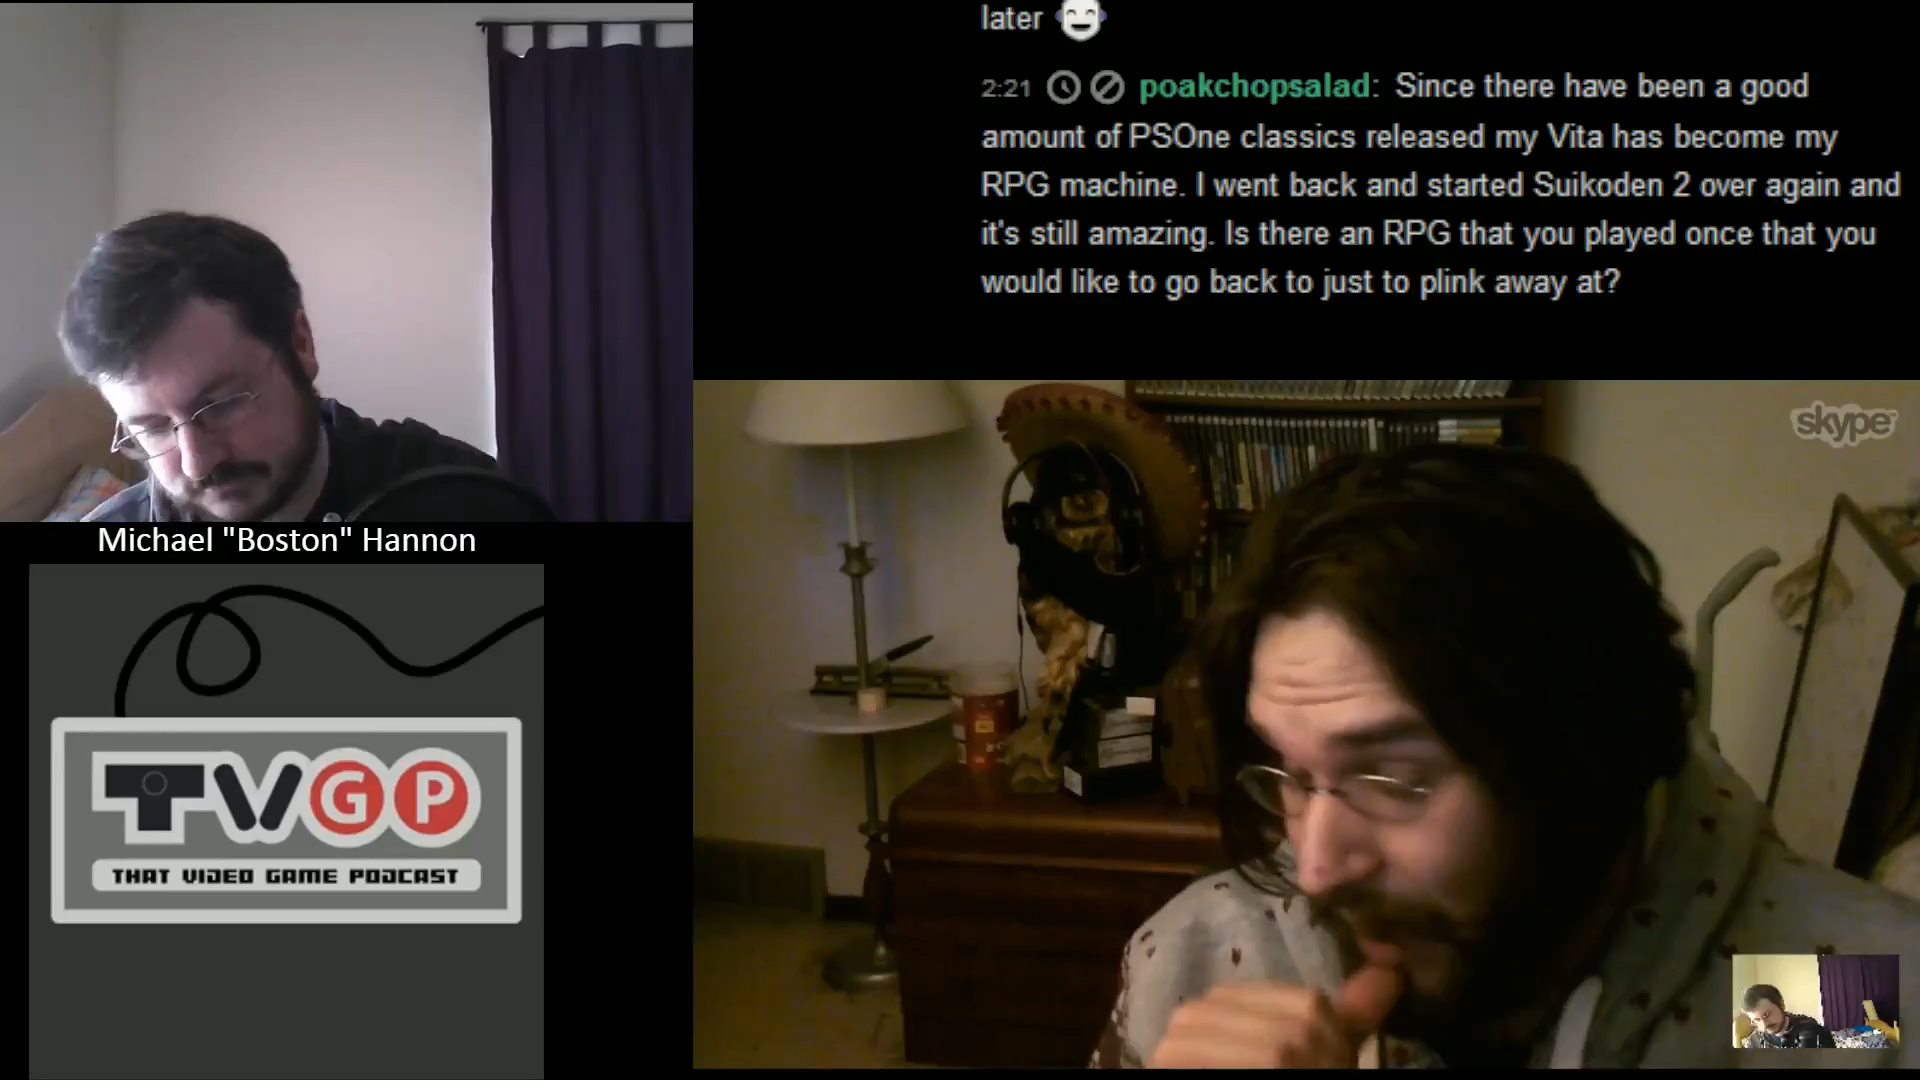 later
2:21 poakchopsalad: Since there have been a good
amount of PSOne classics released my Vita has become my
RPG machine. I went back and started Suikoden 2 over again and
it's still amazing. Is there an RPG that you played once that you
would like to go back to just to plink away at?
skype
Michael "Boston" Hannon
TVGP
THAT VIDEO GAME PODCAST